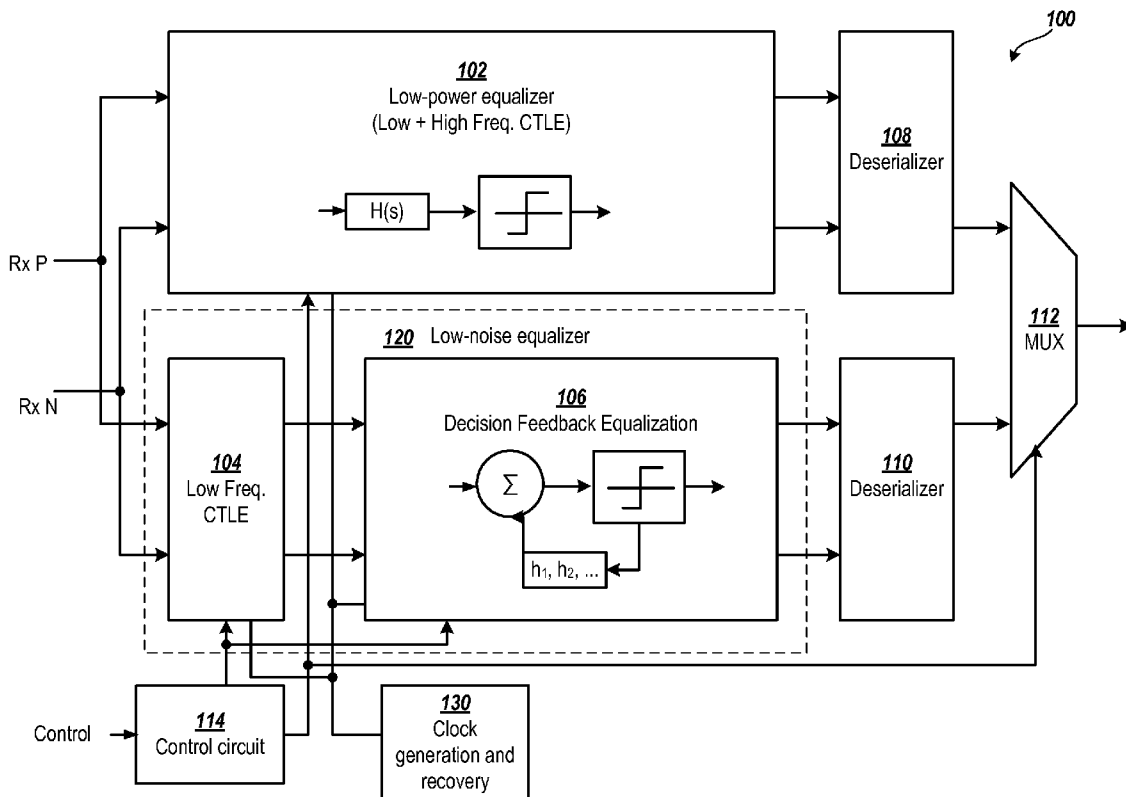 100
102
Low-power equalizer
(Low + High Freq. CTLE)
H(s)
108
Deserializer
Rx P
Rx N
112
MUX
120 Low-noise equalizer
104
Low Freq.
CTLE
106
Decision Feedback Equalization
Σ
h₁, h₂, ...
110
Deserializer
Control
114
Control circuit
130
Clock
generation and
recovery